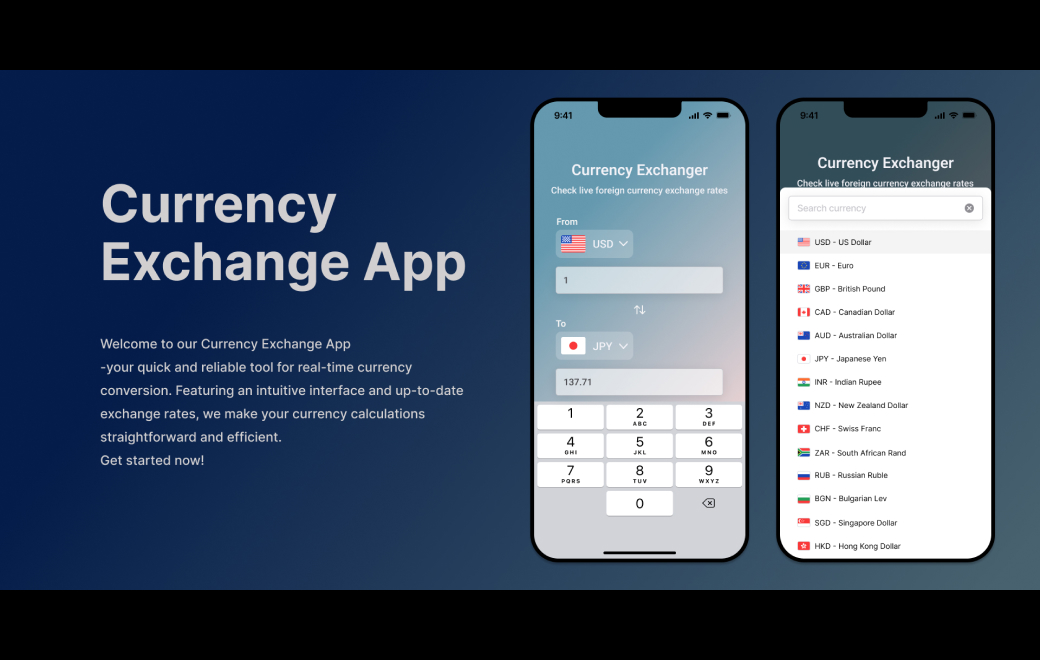 Currency
Exchange App
Welcome to our Currency Exchange App
-your quick and reliable tool for real-time currency
conversion. Featuring an intuitive interface and up-to-date
exchange rates, we make your currency calculations
straightforward and efficient.
Get started now!
9:41
Currency Exchanger
Check live foreign currency exchange rates
From
USD
1
To
JPY
137.71
1
2
ABC
3
DEF
4
GHI
5
JKL
6
MNO
7
PQRS
8
TUV
9
WXYZ
0
9:41
Currency Exchanger
Check live foreign currency exchange rates
Search currency
USD - US Dollar
EUR - Euro
GBP - British Pound
CAD - Canadian Dollar
AUD - Australian Dollar
JPY - Japanese Yen
INR - Indian Rupee
NZD - New Zealand Dollar
CHF - Swiss Franc
ZAR - South African Rand
RUB - Russian Ruble
BGN - Bulgarian Lev
SGD - Singapore Dollar
HKD - Hong Kong Dollar